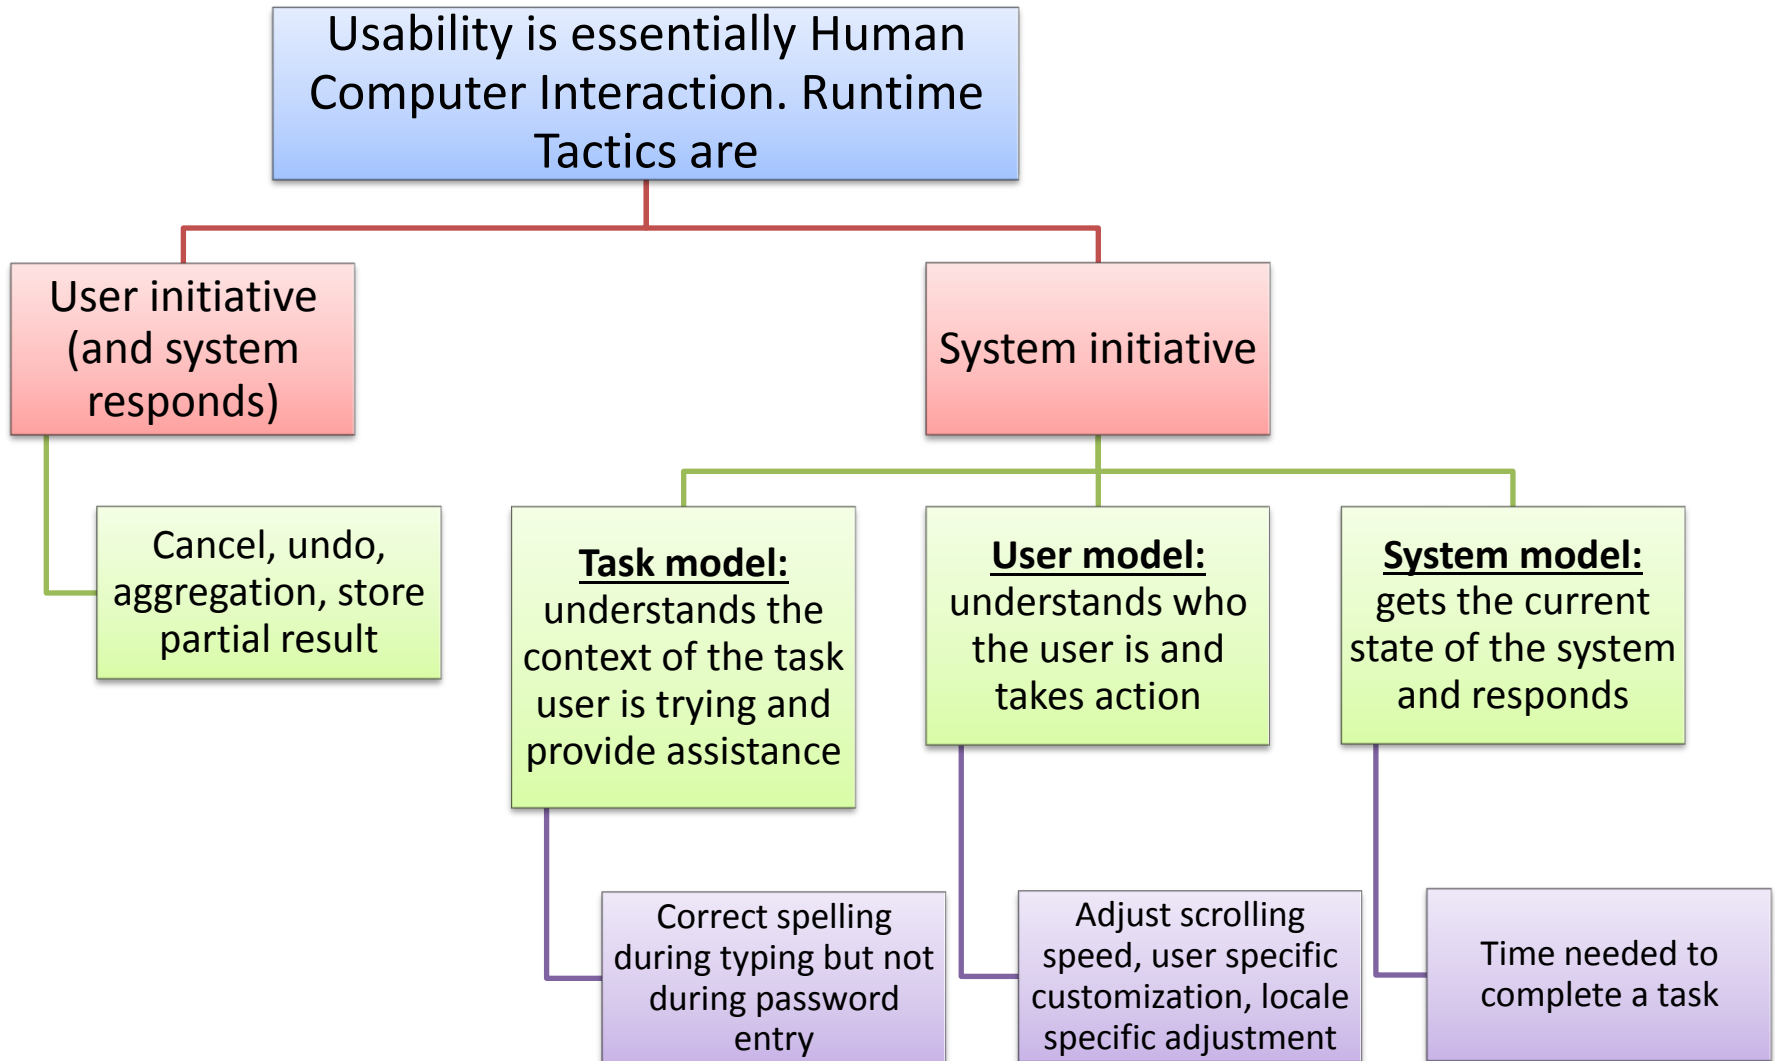 Usability is essentially Human
Computer Interaction. Runtime
Tactics are
User initiative
(and system
responds)
System initiative
Cancel, undo,
aggregation, store
partial result
Task model:
understands the
context of the task
user is trying and
provide assistance
User model:
understands who
the user is and
takes action
System model:
gets the current
state of the system
and responds
Correct spelling
during typing but not
during password
entry
Adjust scrolling
speed, user specific
customization, locale
specific adjustment
Time needed to
complete a task